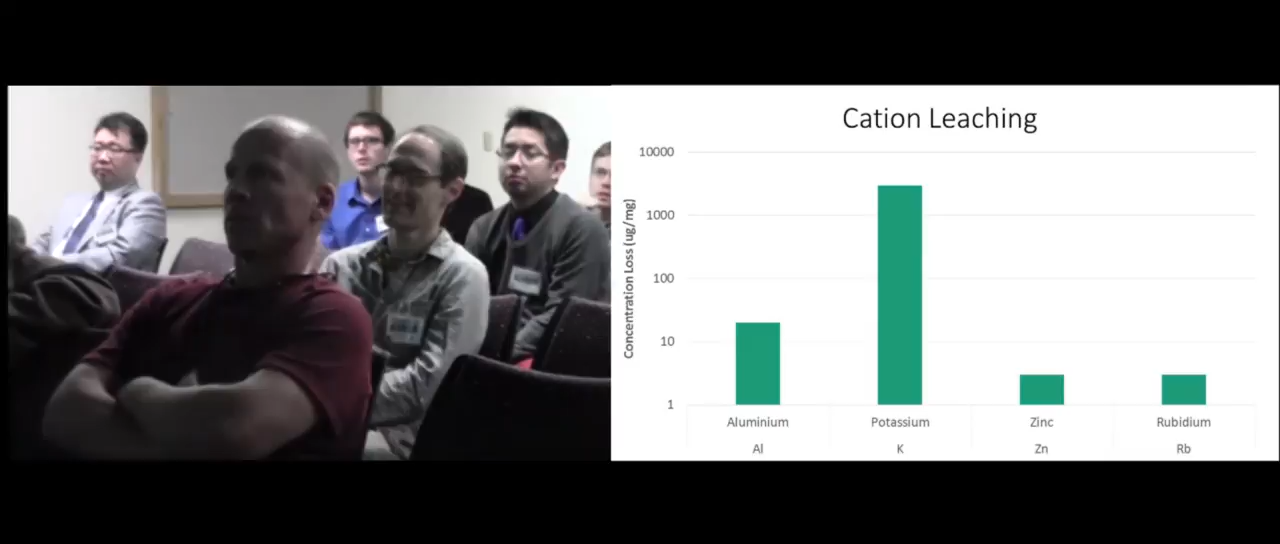 Cation Leaching
Concentration Loss (ug/mg)
10000
1000
100
10
1
Aluminium Potassium Zinc Rubidium
Al K Zn Rb